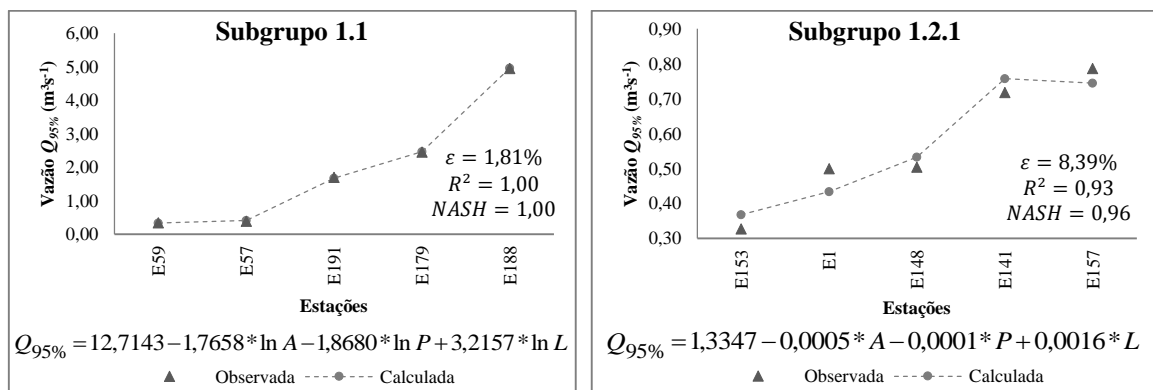 Subgrupo 1.1
Vazão Q95% (m³s⁻¹)
6,00
5,00
4,00
3,00
2,00
1,00
0,00
ε = 1,81%
R² = 1,00
NASH = 1,00
E59
E57
E191
E179
E188
Estações
Q95% = 12,7143 − 1,7658 * ln A − 1,8680 * ln P + 3,2157 * ln L
Observada
Calculada
Subgrupo 1.2.1
Vazão Q95% (m³s⁻¹)
0,90
0,80
0,70
0,60
0,50
0,40
0,30
ε = 8,39%
R² = 0,93
NASH = 0,96
E153
E1
E148
E141
E157
Estações
Q95% = 1,3347 − 0,0005 * A − 0,0001 * P + 0,0016 * L
Observada
Calculada